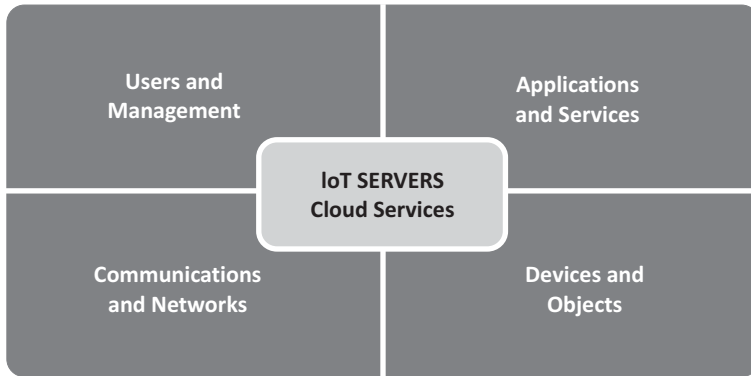 Users and
Management
Applications
and Services
IoT SERVERS
Cloud Services
Communications
and Networks
Devices and
Objects